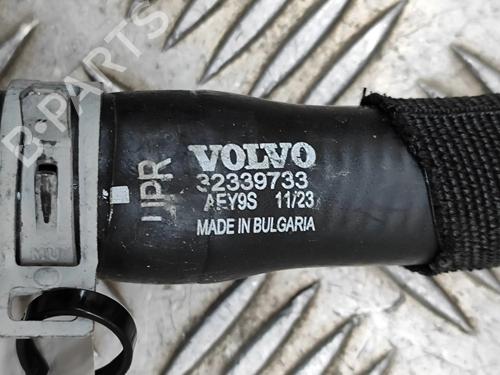 B-PARTS
UPR
VOLVO
32339733
AEY9S 11/23
MADE IN BULGARIA